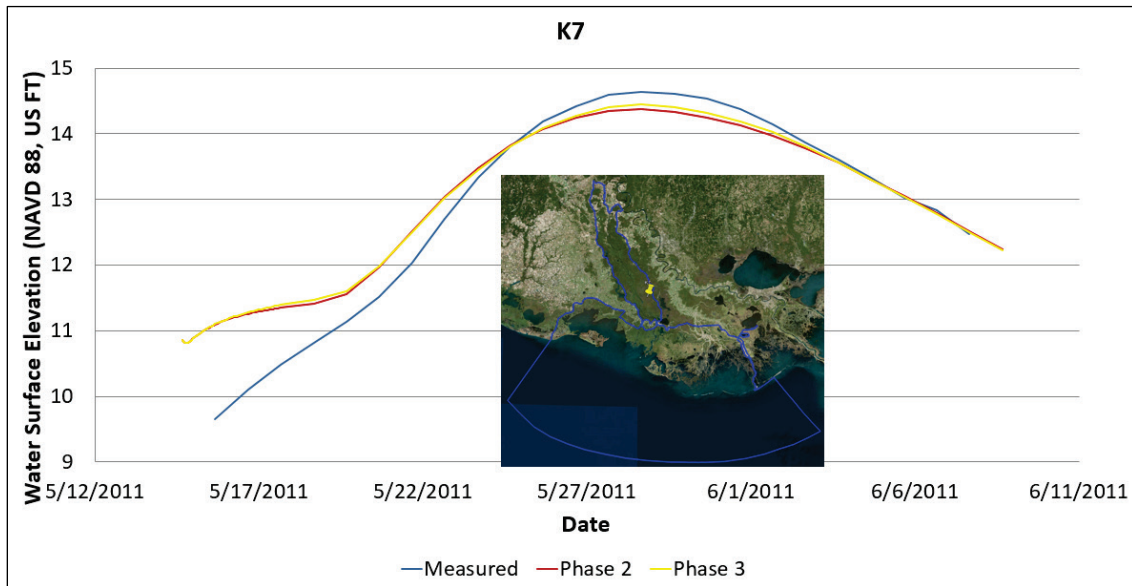 K7
Water Surface Elevation (NAVD 88, US FT)
15
14
13
12
11
10
9
5/12/2011 5/17/2011 5/22/2011 5/27/2011 6/1/2011 6/6/2011 6/11/2011
Date
Measured Phase 2 Phase 3